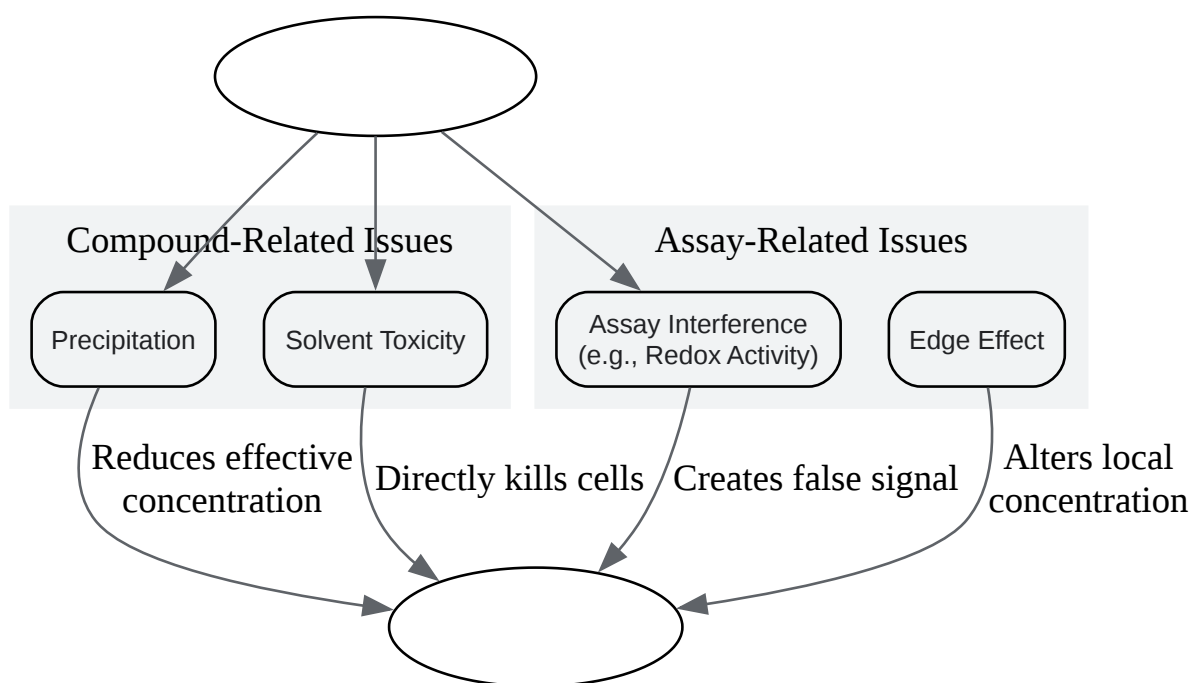 Compound-Related Issues
Assay-Related Issues
Precipitation
Solvent Toxicity
Assay Interference
(e.g., Redox Activity)
Edge Effect
Reduces effective
concentration
Directly kills cells
Creates false signal
Alters local
concentration